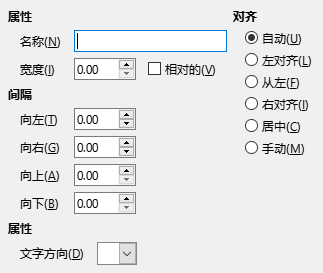 属性
名称(N)
宽度(I) 0.00 相对的(V)
间隔
向左(T) 0.00
向右(G) 0.00
向上(A) 0.00
向下(B) 0.00
属性
文字方向(D)
对齐
自动(U)
左对齐(L)
从左(F)
右对齐(I)
居中(C)
手动(M)